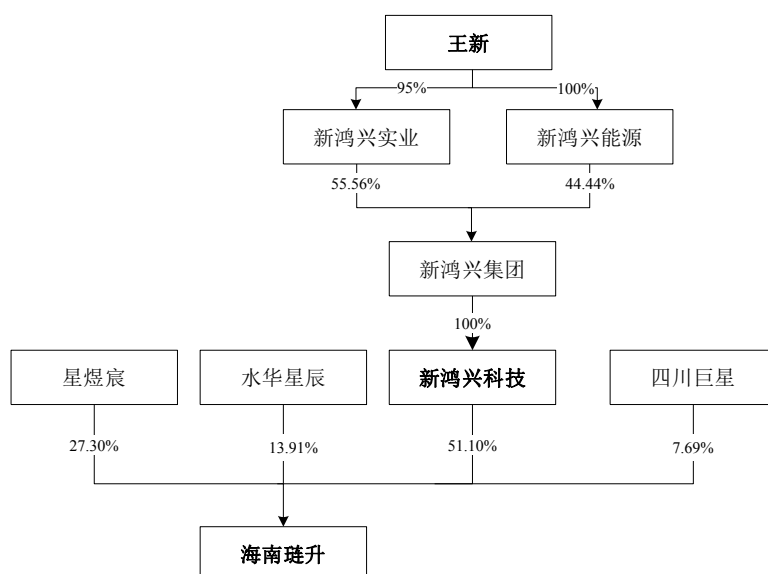 王新
95%
100%
新鸿兴实业
新鸿兴能源
55.56%
44.44%
新鸿兴集团
100%
星煜宸
水华星辰
新鸿兴科技
四川巨星
27.30%
13.91%
51.10%
7.69%
海南琏升